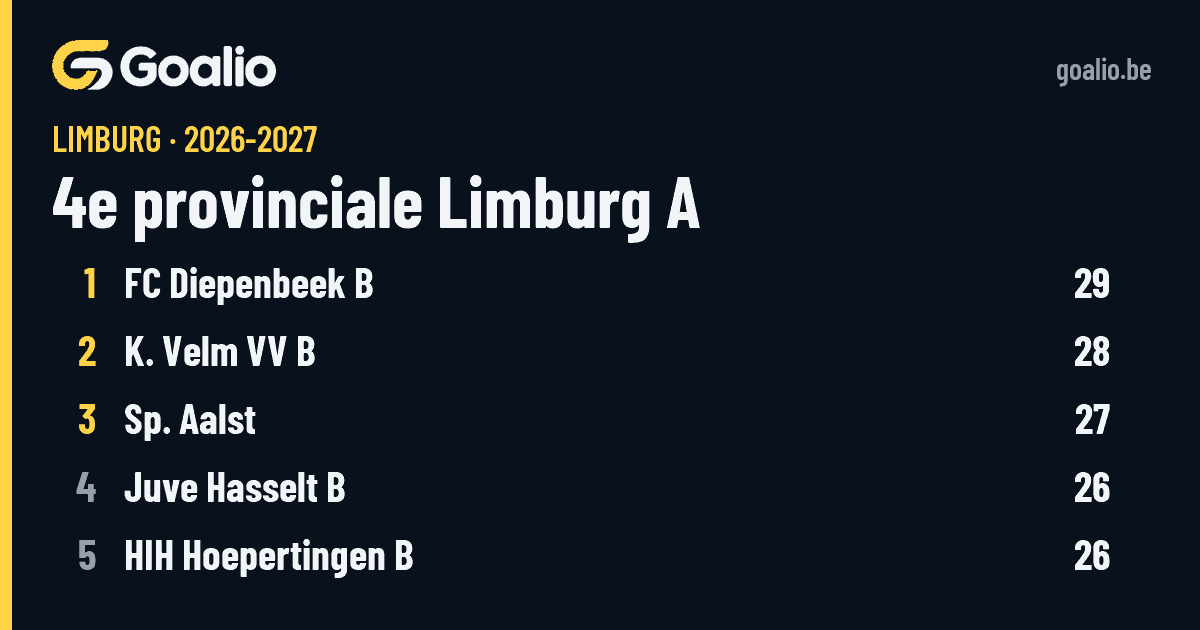 Goalio
goalio.be
LIMBURG · 2026-2027
4e provinciale Limburg A
1 FC Diepenbeek B 29
2 K. Velm VV B 28
3 Sp. Aalst 27
4 Juve Hasselt B 26
5 HIH Hoepertingen B 26